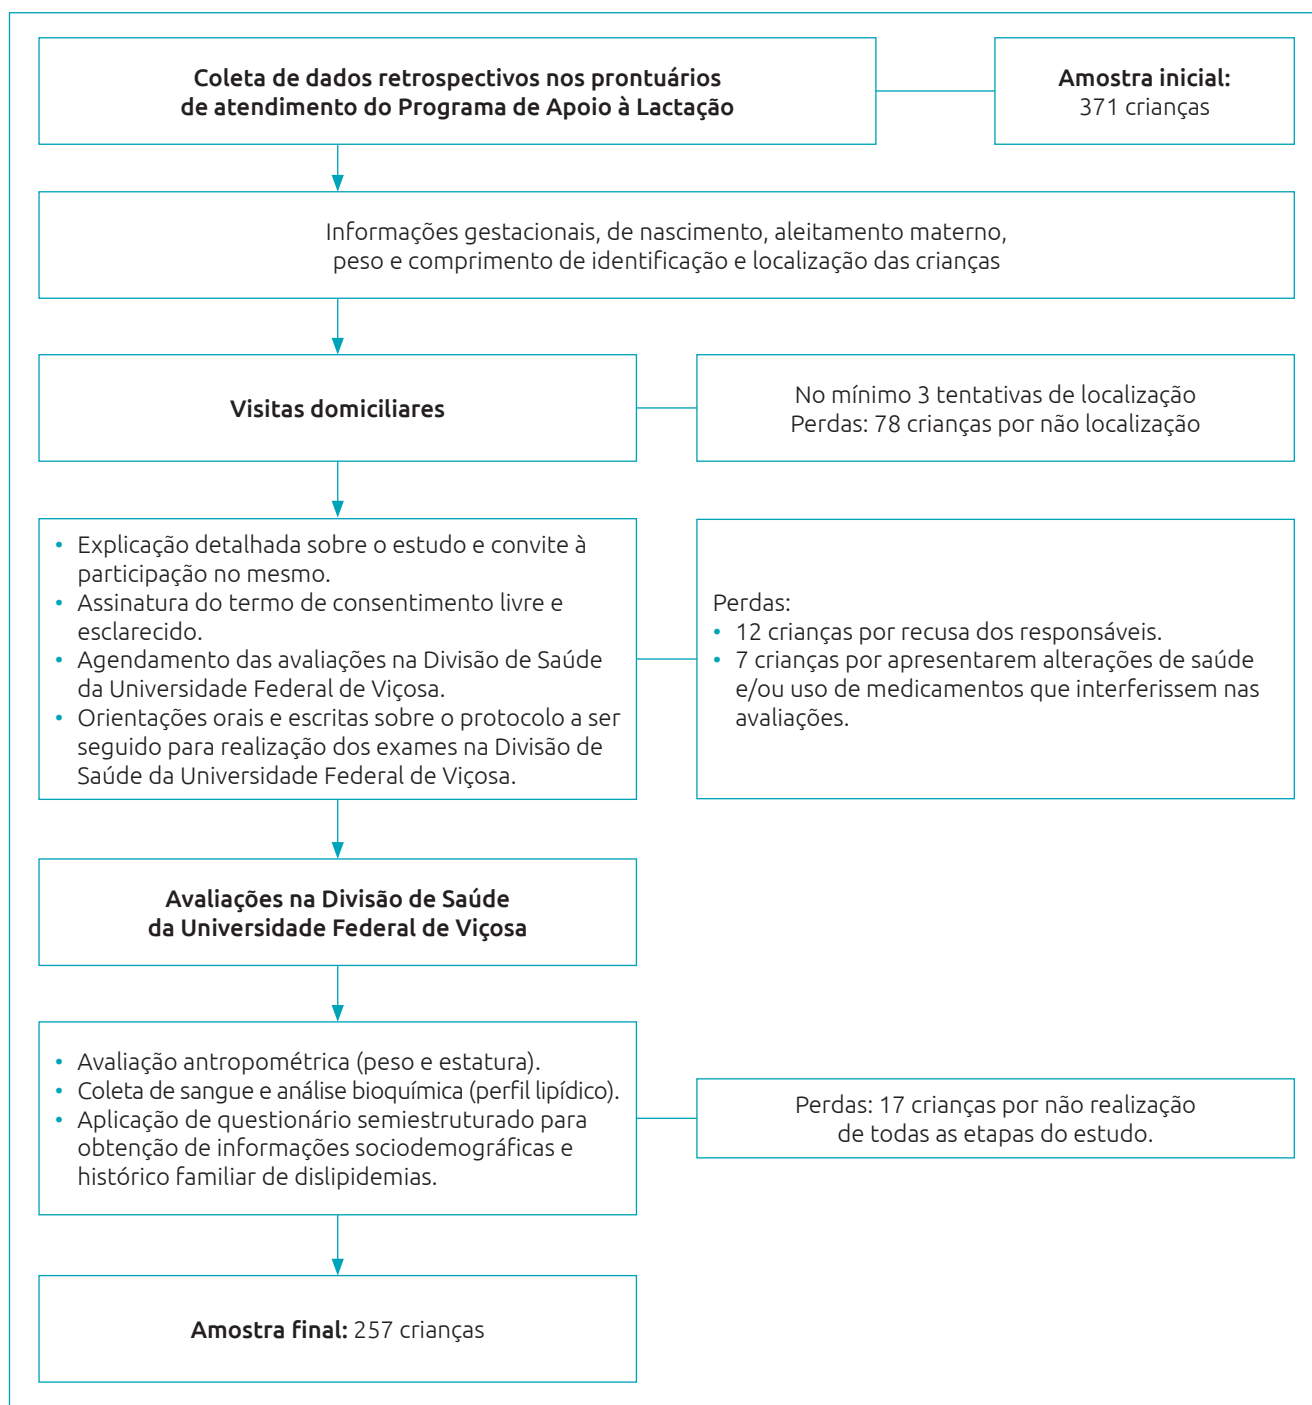 Coleta de dados retrospectivos nos prontuários
de atendimento do Programa de Apoio à Lactação
Amostra inicial:
371 crianças
Informações gestacionais, de nascimento, aleitamento materno,
peso e comprimento de identificação e localização das crianças
Visitas domiciliares
No mínimo 3 tentativas de localização
Perdas: 78 crianças por não localização
• Explicação detalhada sobre o estudo e convite à
participação no mesmo.
• Assinatura do termo de consentimento livre e
esclarecido.
• Agendamento das avaliações na Divisão de Saúde
da Universidade Federal de Viçosa.
• Orientações orais e escritas sobre o protocolo a ser
seguido para realização dos exames na Divisão de
Saúde da Universidade Federal de Viçosa.
Perdas:
• 12 crianças por recusa dos responsáveis.
• 7 crianças por apresentarem alterações de saúde
e/ou uso de medicamentos que interferissem nas
avaliações.
Avaliações na Divisão de Saúde
da Universidade Federal de Viçosa
• Avaliação antropométrica (peso e estatura).
• Coleta de sangue e análise bioquímica (perfil lipídico).
• Aplicação de questionário semiestruturado para
obtenção de informações sociodemográficas e
histórico familiar de dislipidemias.
Perdas: 17 crianças por não realização
de todas as etapas do estudo.
Amostra final: 257 crianças